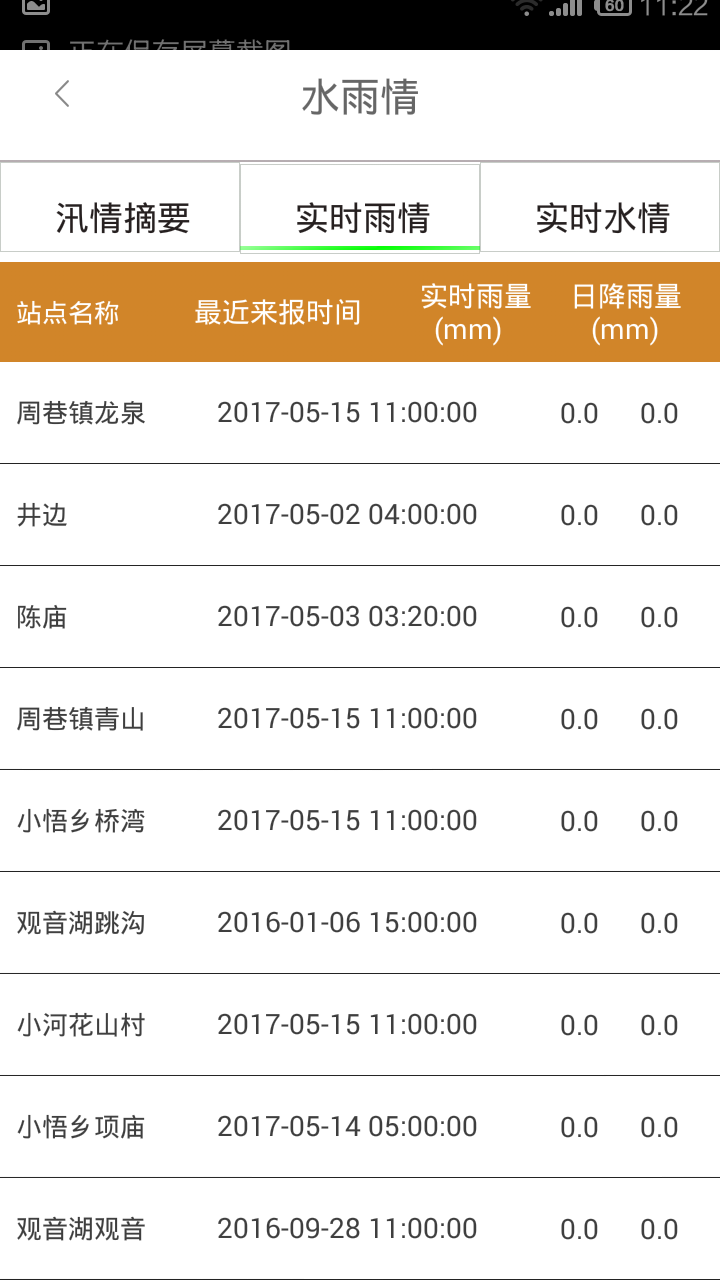 60 11:22
正在保存屏幕截图
水雨情
汛情摘要 实时雨情 实时水情
站点名称 最近来报时间 实时雨量(mm) 日降雨量(mm)
周巷镇龙泉 2017-05-15 11:00:00 0.0 0.0
井边 2017-05-02 04:00:00 0.0 0.0
陈庙 2017-05-03 03:20:00 0.0 0.0
周巷镇青山 2017-05-15 11:00:00 0.0 0.0
小悟乡桥湾 2017-05-15 11:00:00 0.0 0.0
观音湖跳沟 2016-01-06 15:00:00 0.0 0.0
小河花山村 2017-05-15 11:00:00 0.0 0.0
小悟乡项庙 2017-05-14 05:00:00 0.0 0.0
观音湖观音 2016-09-28 11:00:00 0.0 0.0